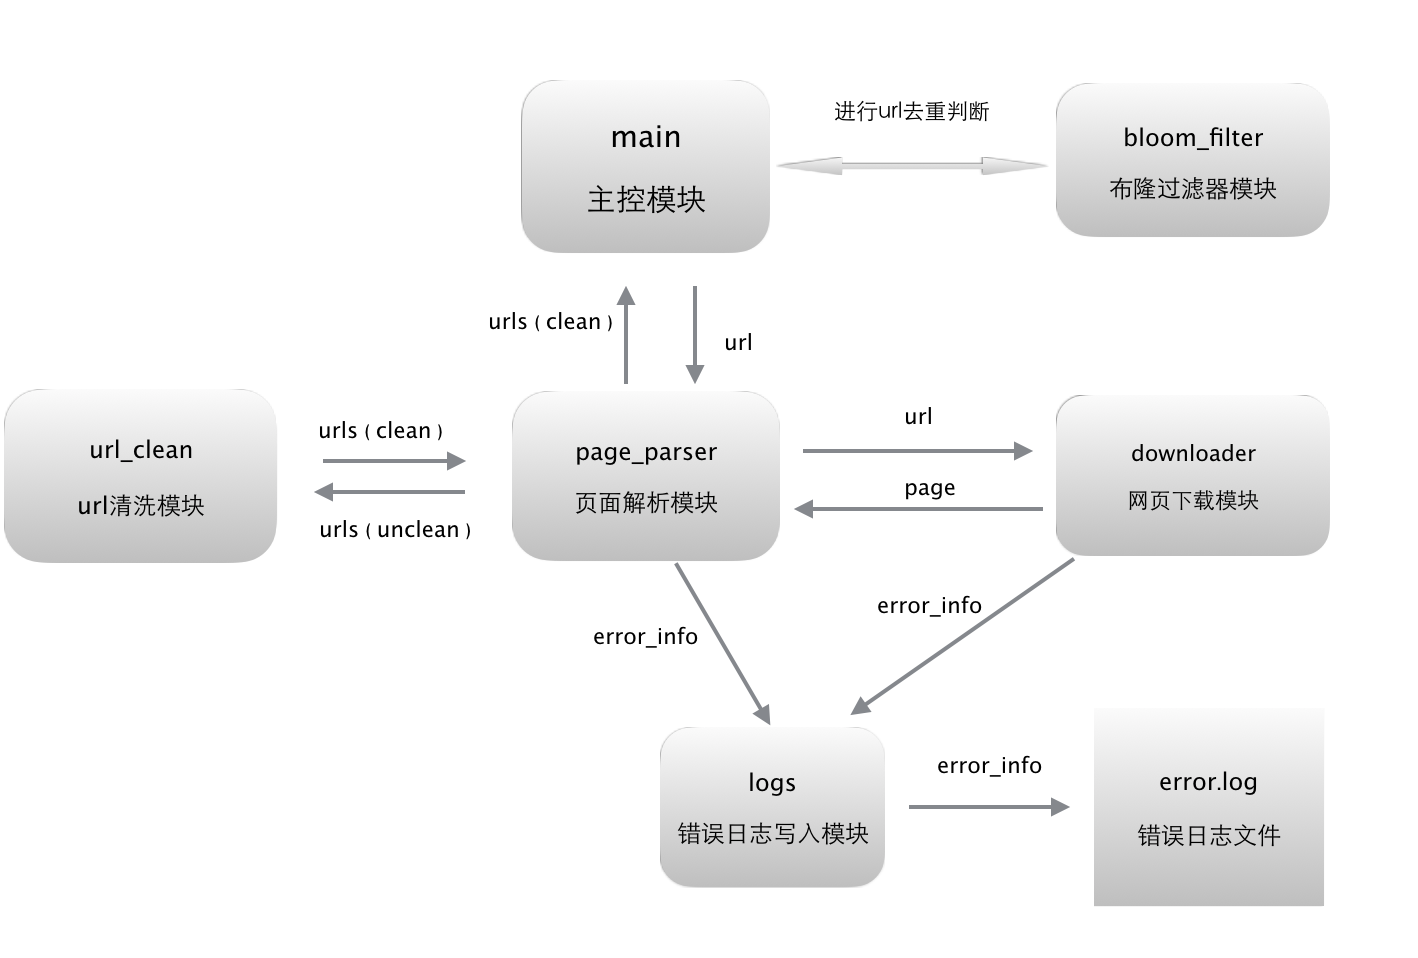 main
主控模块
进行url去重判断
bloom_filter
布隆过滤器模块
urls（clean）
url
url_clean
url清洗模块
urls（clean）
urls（unclean）
page_parser
页面解析模块
url
page
downloader
网页下载模块
error_info
error_info
logs
错误日志写入模块
error_info
error.log
错误日志文件